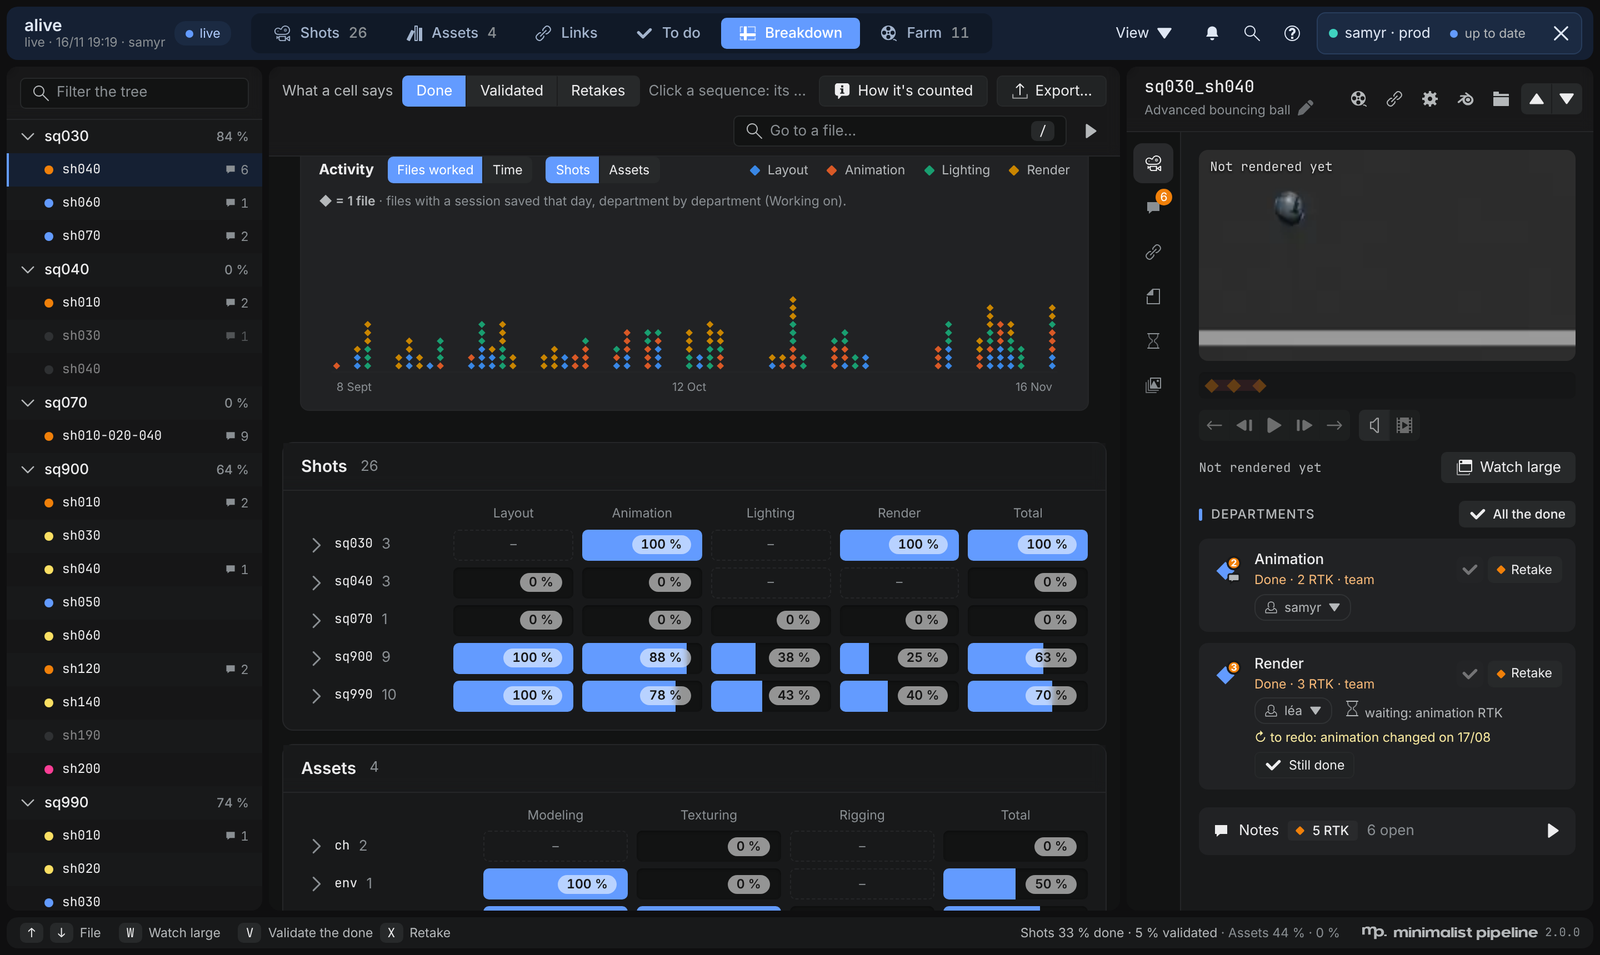 alive
live · 16/11 19:19 · samyr
live
Shots 26
Assets 4
Links
To do
Breakdown
Farm 11
View
samyr · prod
up to date
Filter the tree
sq030 84 %
sh040 6
sh060 1
sh070 2
sq040 0 %
sh010 2
sh030 1
sh040
sq070 0 %
sh010-020-040 9
sq900 64 %
sh010 2
sh030
sh040 1
sh050
sh060
sh120 2
sh140
sh190
sh200
sq990 74 %
sh010 1
sh020
sh030
What a cell says Done Validated Retakes Click a sequence: its ... How it's counted Export...
Go to a file... /
Activity Files worked Time Shots Assets Layout Animation Lighting Render
= 1 file · files with a session saved that day, department by department (Working on).
8 Sept 12 Oct 16 Nov
Shots 26
Layout Animation Lighting Render Total
sq030 3 – 100 % – 100 % 100 %
sq040 3 0 % 0 % – – 0 %
sq070 1 0 % 0 % 0 % 0 % 0 %
sq900 9 100 % 88 % 38 % 25 % 63 %
sq990 10 100 % 78 % 43 % 40 % 70 %
Assets 4
Modeling Texturing Rigging Total
ch 2 – 0 % – 0 %
env 1 100 % 0 % – 50 %
sq030_sh040
Advanced bouncing ball
6
Not rendered yet
Not rendered yet
Watch large
DEPARTMENTS
All the done
2
Animation
Done · 2 RTK · team
Retake
samyr
3
Render
Done · 3 RTK · team
Retake
léa
waiting: animation RTK
to redo: animation changed on 17/08
Still done
Notes 5 RTK 6 open
↑ ↓ File W Watch large V Validate the done X Retake
Shots 33 % done · 5 % validated · Assets 44 % · 0 %
mp. minimalist pipeline 2.0.0